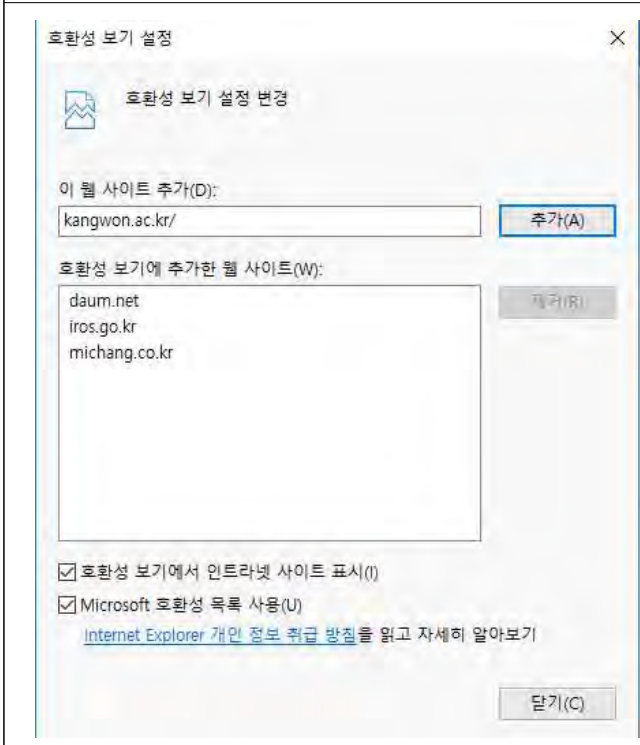 호환성 보기 설정
호환성 보기 설정 변경
이 웹 사이트 추가(D):
kangwon.ac.kr/
추가(A)
호환성 보기에 추가한 웹 사이트(W):
daum.net
제거(R)
iros.go.kr
michang.co.kr
호환성 보기에서 인트라넷 사이트 표시(I)
Microsoft 호환성 목록 사용(U)
Internet Explorer 개인 정보 취급 방침을 읽고 자세히 알아보기
닫기(C)